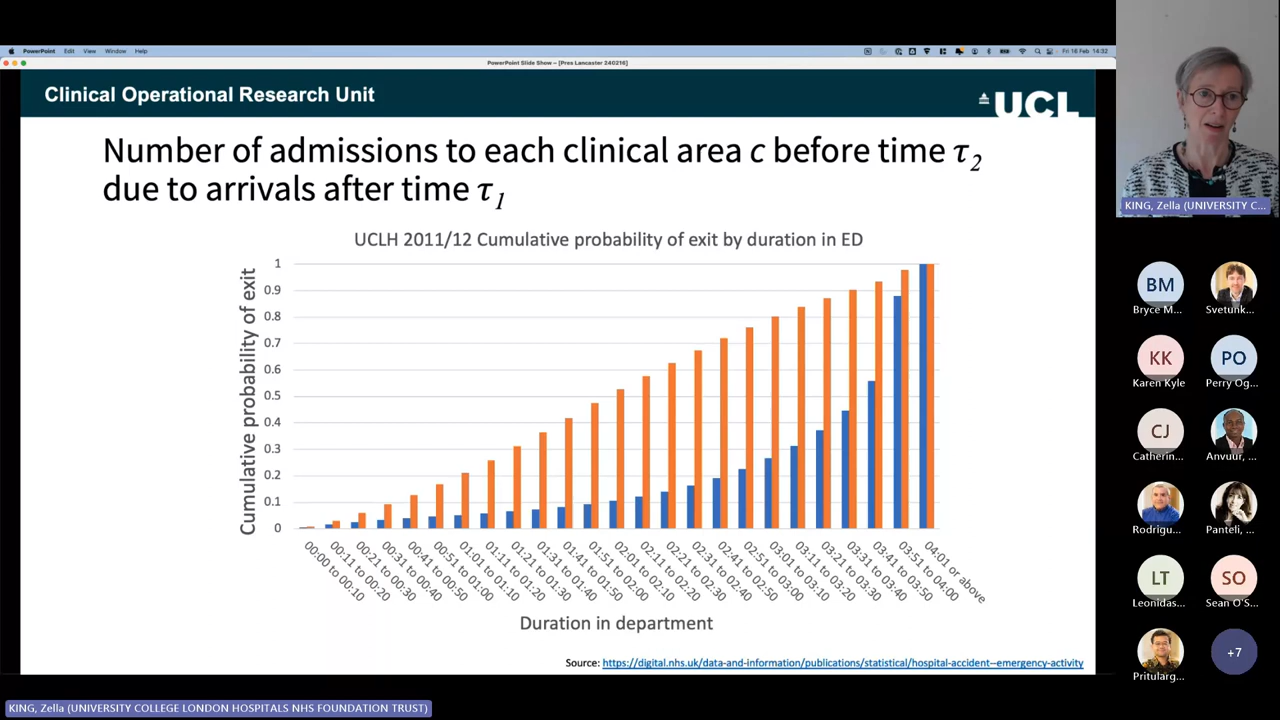 PowerPoint Edit View Window Help
Fri 16 Feb 14:32
PowerPoint Slide Show – [Pres Lancaster 240216]
Clinical Operational Research Unit
UCL
Number of admissions to each clinical area c before time τ2
due to arrivals after time τ1
UCLH 2011/12 Cumulative probability of exit by duration in ED
Cumulative probability of exit
1
0.9
0.8
0.7
0.6
0.5
0.4
0.3
0.2
0.1
0
00:00 to 00:10
00:11 to 00:20
00:21 to 00:30
00:31 to 00:40
00:41 to 00:50
00:51 to 01:00
01:01 to 01:10
01:11 to 01:20
01:21 to 01:30
01:31 to 01:40
01:41 to 01:50
01:51 to 02:00
02:01 to 02:10
02:11 to 02:20
02:21 to 02:30
02:31 to 02:40
02:41 to 02:50
02:51 to 03:00
03:01 to 03:10
03:11 to 03:20
03:21 to 03:30
03:31 to 03:40
03:41 to 03:50
03:51 to 04:00
04:01 or above
Duration in department
Source: https://digital.nhs.uk/data-and-information/publications/statistical/hospital-accident--emergency-activity
KING, Zella (UNIVERSITY C...
BM
Bryce M...
Svetunk...
KK
Karen Kyle
PO
Perry Og...
CJ
Catherin...
Anvuur, ...
Rodrigu...
Panteli, ...
LT
Leonidas...
SO
Sean O'S...
Pritularg...
+7
KING, Zella (UNIVERSITY COLLEGE LONDON HOSPITALS NHS FOUNDATION TRUST)